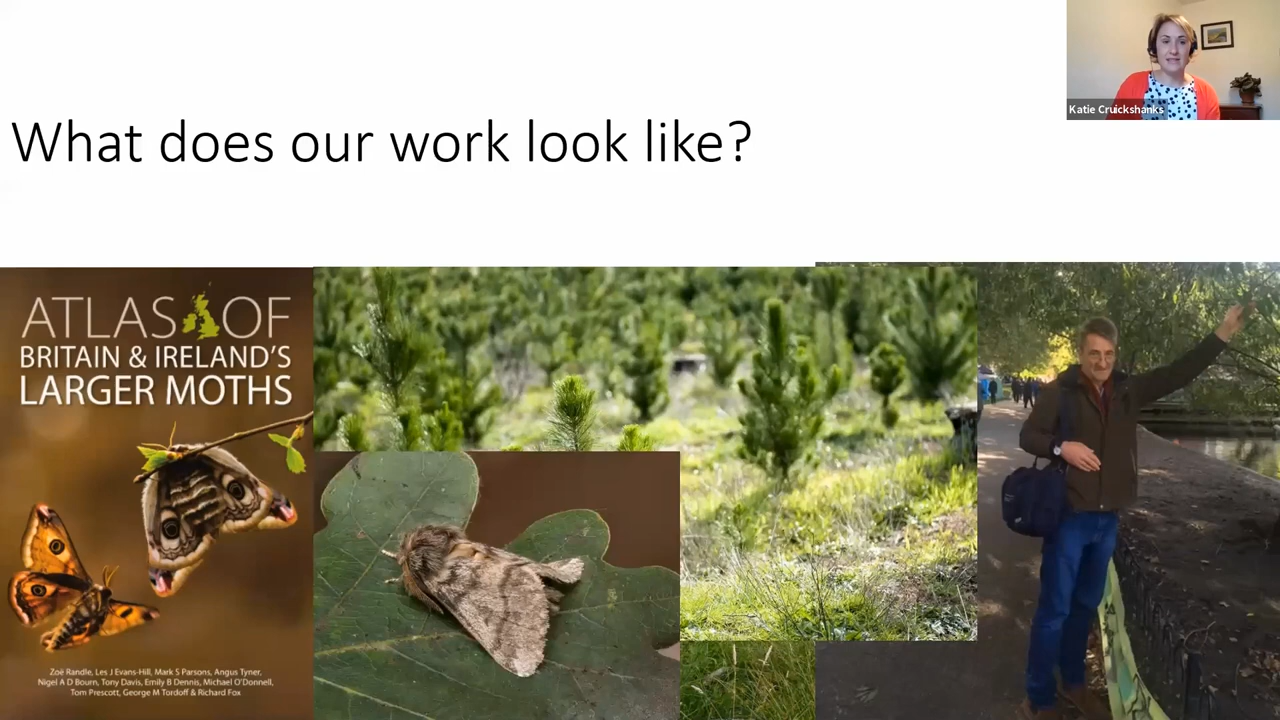 What does our work look like?
Katie Cruickshanks
ATLAS OF
BRITAIN & IRELAND'S
LARGER MOTHS
Zoë Randle, Les J Evans-Hill, Mark S Parsons, Angus Tyner,
Nigel A D Bourn, Tony Davis, Emily B Dennis, Michael O'Donnell,
Tom Prescott, George M Tordoff & Richard Fox